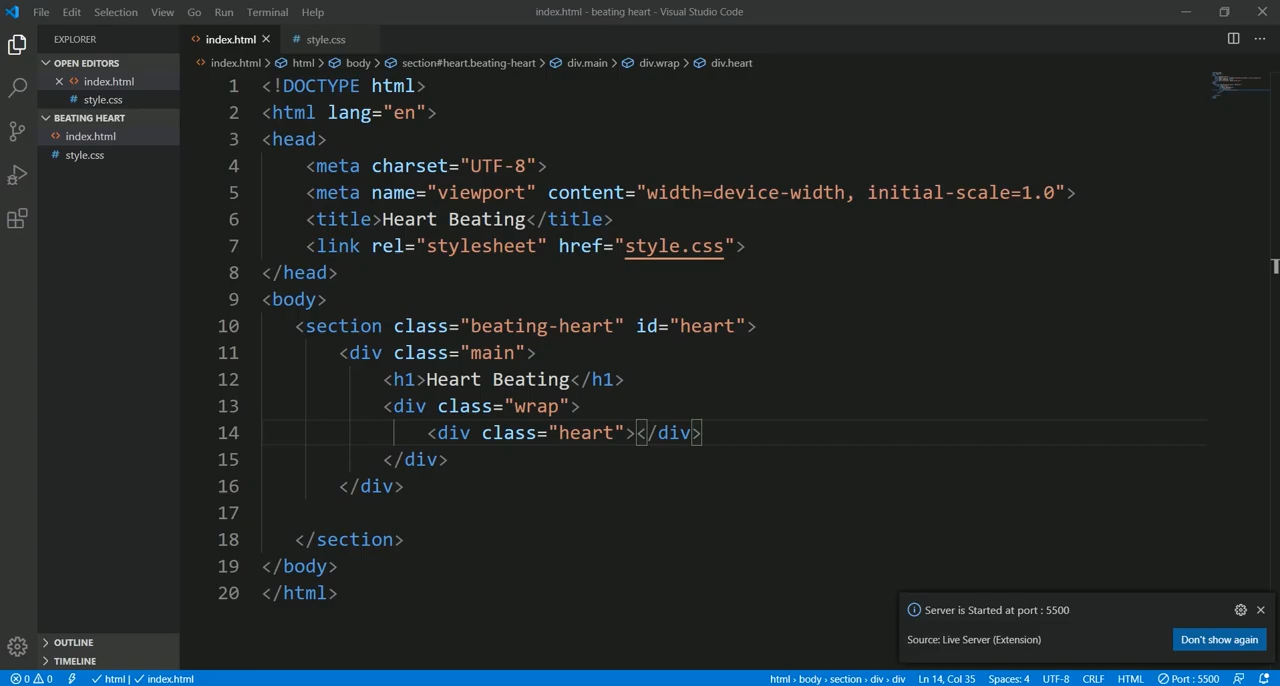 File Edit Selection View Go Run Terminal Help
index.html - beating heart - Visual Studio Code
EXPLORER
OPEN EDITORS
index.html
# style.css
BEATING HEART
index.html
# style.css
OUTLINE
TIMELINE
index.html
# style.css
index.html > html > body > section#heart.beating-heart > div.main > div.wrap > div.heart
1 <!DOCTYPE html>
2 <html lang="en">
3 <head>
4 <meta charset="UTF-8">
5 <meta name="viewport" content="width=device-width, initial-scale=1.0">
6 <title>Heart Beating</title>
7 <link rel="stylesheet" href="style.css">
8 </head>
9 <body>
10 <section class="beating-heart" id="heart">
11 <div class="main">
12 <h1>Heart Beating</h1>
13 <div class="wrap">
14 <div class="heart"></div>
15 </div>
16 </div>
17
18 </section>
19 </body>
20 </html>
Server is Started at port : 5500
Source: Live Server (Extension)
Don't show again
0 0 html | index.html
html > body > section > div > div Ln 14, Col 35 Spaces: 4 UTF-8 CRLF HTML Port : 5500